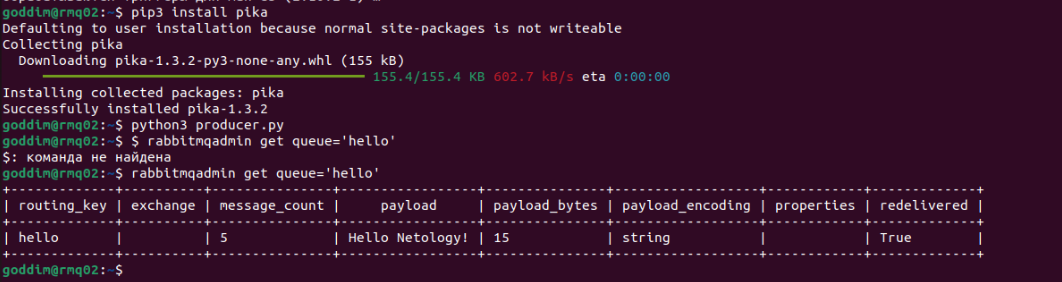 goddim@rmq02:~$ pip3 install pika
Defaulting to user installation because normal site-packages is not writeable
Collecting pika
  Downloading pika-1.3.2-py3-none-any.whl (155 kB)
     ━━━━━━━━━━━━━━━━━━━━━━━━━━━━━━━━━━━━━━━━ 155.4/155.4 KB 602.7 kB/s eta 0:00:00
Installing collected packages: pika
Successfully installed pika-1.3.2
goddim@rmq02:~$ python3 producer.py
goddim@rmq02:~$ $ rabbitmqadmin get queue='hello'
$: команда не найдена
goddim@rmq02:~$ rabbitmqadmin get queue='hello'
+-------------+----------+---------------+-----------------+---------------+------------------+------------+-------------+
| routing_key | exchange | message_count |     payload     | payload_bytes | payload_encoding | properties | redelivered |
+-------------+----------+---------------+-----------------+---------------+------------------+------------+-------------+
| hello       |          | 5             | Hello Netology! | 15            | string           |            | True        |
+-------------+----------+---------------+-----------------+---------------+------------------+------------+-------------+
goddim@rmq02:~$